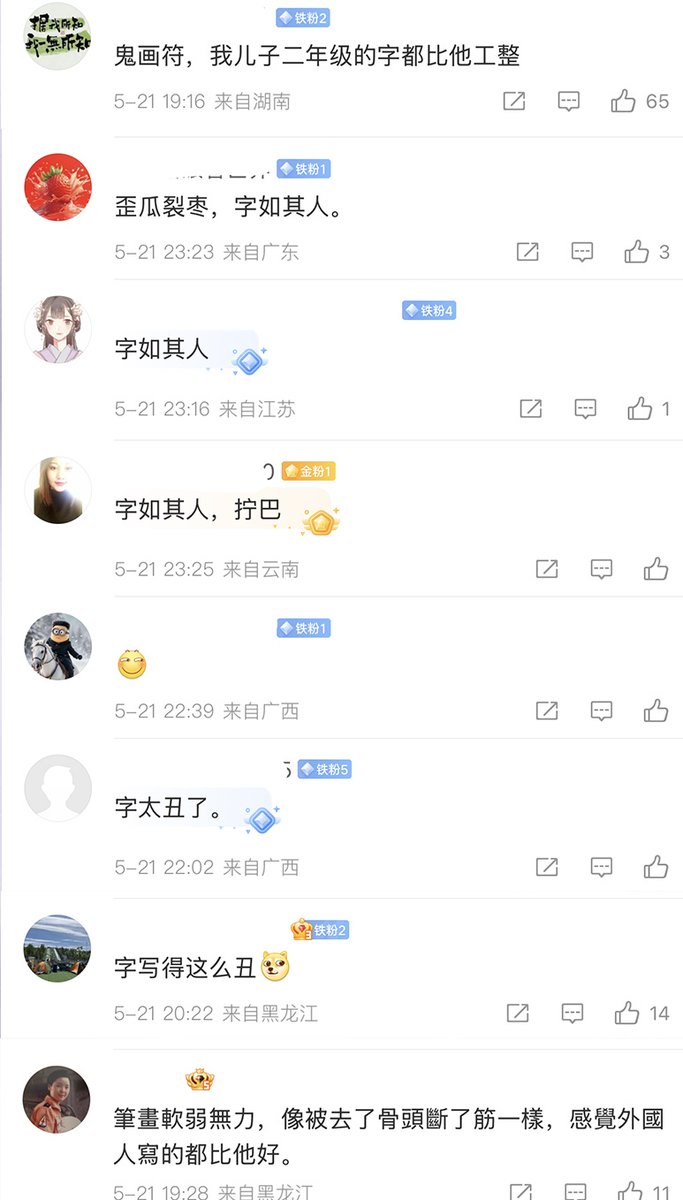 据我所知
我一無所知
铁粉2
鬼画符，我儿子二年级的字都比他工整
5-21 19:16 来自湖南
65
铁粉1
歪瓜裂枣，字如其人。
5-21 23:23 来自广东
3
铁粉4
字如其人
5-21 23:16 来自江苏
1
金粉1
字如其人，拧巴
5-21 23:25 来自云南
铁粉1
5-21 22:39 来自广西
铁粉5
字太丑了。
5-21 22:02 来自广西
铁粉2
字写得这么丑
5-21 20:22 来自黑龙江
14
5
筆畫軟弱無力，像被去了骨頭斷了筋一樣，感覺外國
人寫的都比他好。
5-21 19:28 来自黑龙江
11